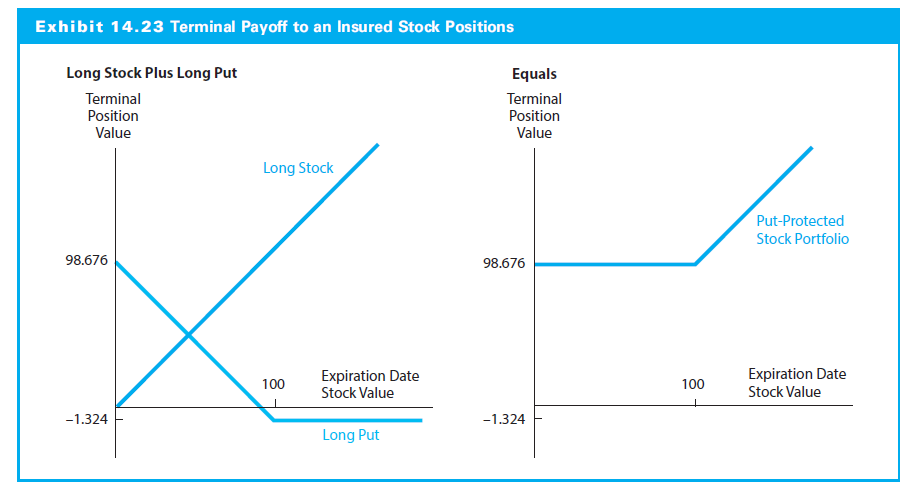 Exhibit 14.23 Terminal Payoff to an Insured Stock Positions
Long Stock Plus Long Put
Terminal
Position
Value
Long Stock
98.676
100
Expiration Date
Stock Value
–1.324
Long Put
Equals
Terminal
Position
Value
Put-Protected
Stock Portfolio
98.676
100
Expiration Date
Stock Value
–1.324